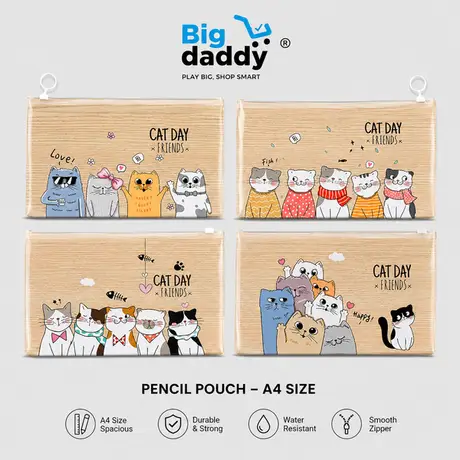 Big
daddy®
PLAY BIG, SHOP SMART
Love!
CAT DAY
FRIENDS
Fish!
CAT DAY
FRIENDS
CAT DAY
FRIENDS
CAT DAY
FRIENDS
Happy!
PENCIL POUCH – A4 SIZE
A4 Size
Spacious
Durable
& Strong
Water
Resistant
Smooth
Zipper